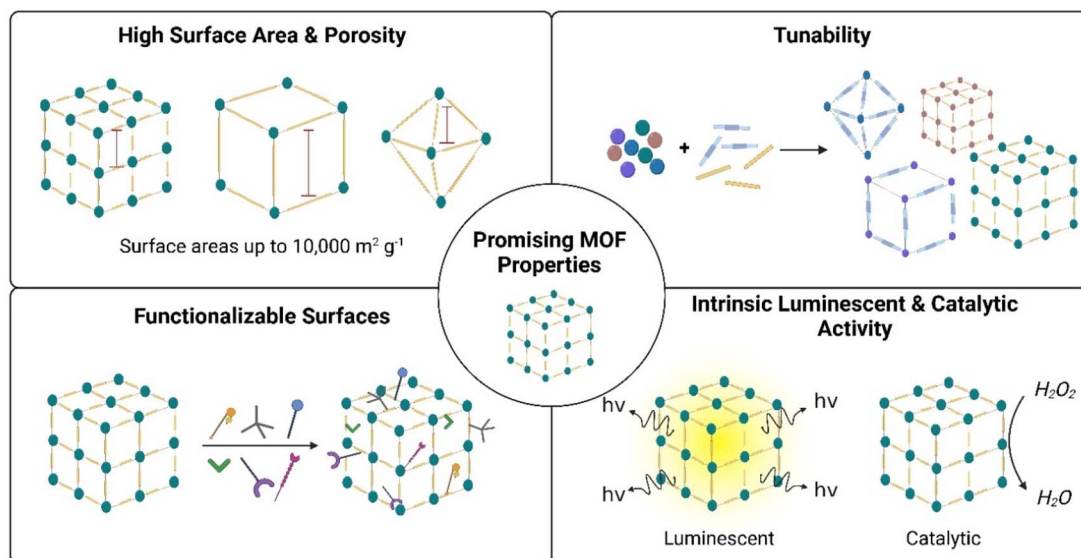 High Surface Area & Porosity
Surface areas up to 10,000 m² g⁻¹
Tunability
+
Promising MOF
Properties
Functionalizable Surfaces
Intrinsic Luminescent & Catalytic
Activity
hv
hv
hv
hv
Luminescent
H₂O₂
H₂O
Catalytic